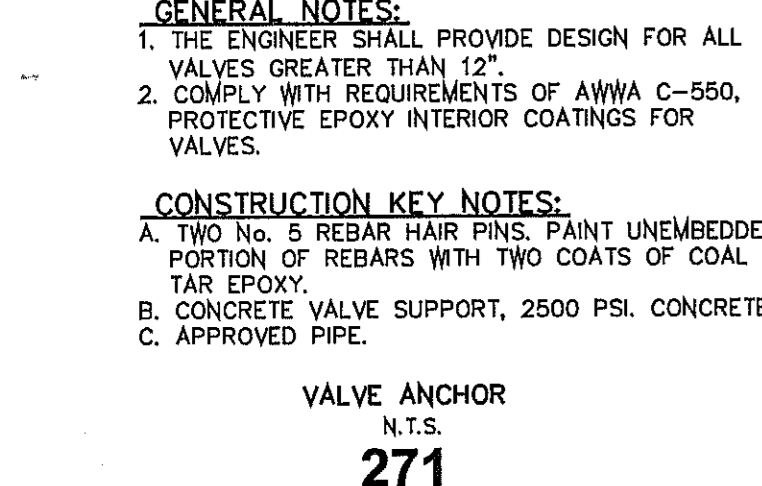 GENERAL NOTES:
1. THE ENGINEER SHALL PROVIDE DESIGN FOR ALL
VALVES GREATER THAN 12".
2. COMPLY WITH REQUIREMENTS OF AWWA C-550,
PROTECTIVE EPOXY INTERIOR COATINGS FOR
VALVES.
CONSTRUCTION KEY NOTES:
A. TWO No. 5 REBAR HAIR PINS. PAINT UNEMBEDDE
PORTION OF REBARS WITH TWO COATS OF COAL
TAR EPOXY.
B. CONCRETE VALVE SUPPORT, 2500 PSI. CONCRETE
C. APPROVED PIPE.
VALVE ANCHOR
N.T.S.
271